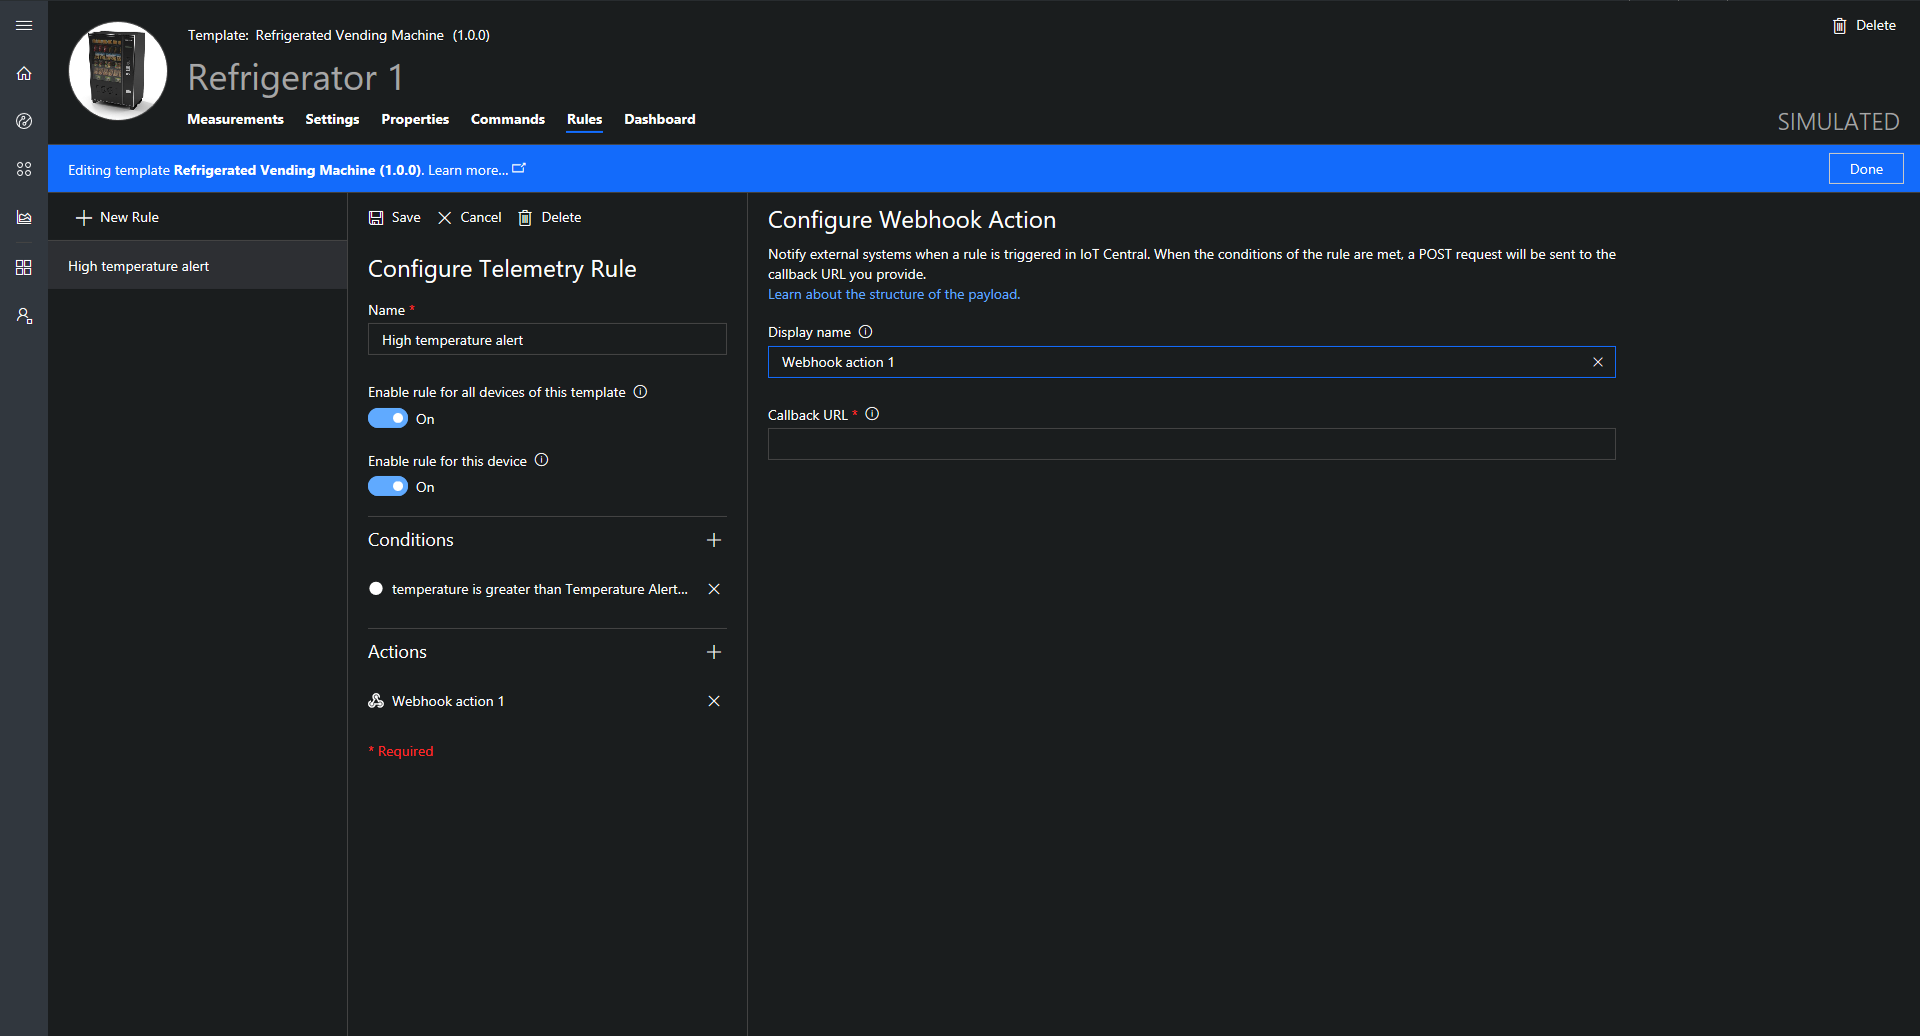 Template: Refrigerated Vending Machine (1.0.0)
Delete
Refrigerator 1
Measurements Settings Properties Commands Rules Dashboard
SIMULATED
Editing template Refrigerated Vending Machine (1.0.0). Learn more...
Done
New Rule
High temperature alert
Save Cancel Delete
Configure Telemetry Rule
Name *
High temperature alert
Enable rule for all devices of this template
On
Enable rule for this device
On
Conditions
temperature is greater than Temperature Alert...
Actions
Webhook action 1
* Required
Configure Webhook Action
Notify external systems when a rule is triggered in IoT Central. When the conditions of the rule are met, a POST request will be sent to the
callback URL you provide.
Learn about the structure of the payload.
Display name
Webhook action 1
Callback URL *